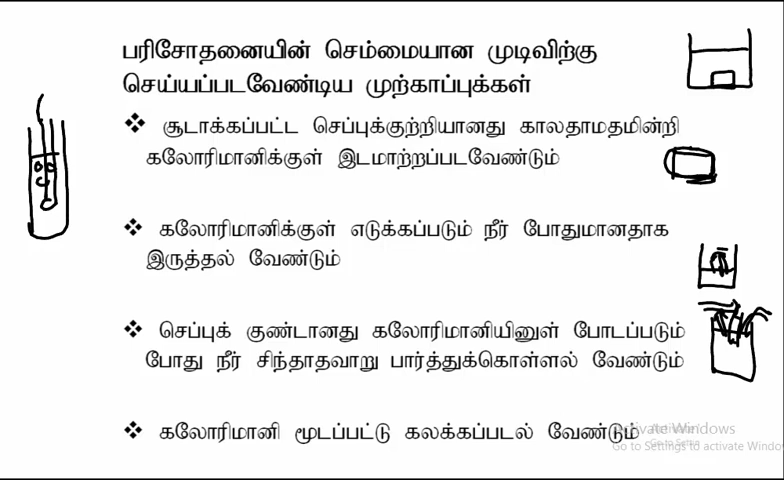 பரிசோதனையின் செம்மையான முடிவிற்கு
செய்யப்படவேண்டிய முற்காப்புக்கள்
❖ சூடாக்கப்பட்ட செப்புக்குற்றியானது காலதாமதமின்றி
கலோரிமானிக்குள் இடமாற்றப்படவேண்டும்
❖ கலோரிமானிக்குள் எடுக்கப்படும் நீர் போதுமானதாக
இருத்தல் வேண்டும்
❖ செப்புக் குண்டானது கலோரிமானியினுள் போடப்படும்
போது நீர் சிந்தாதவாறு பார்த்துக்கொள்ளல் வேண்டும்
❖ கலோரிமானி மூடப்பட்டு கலக்கப்படல் வேண்டும்
Activate Windows
Go to Settings to activate Windo